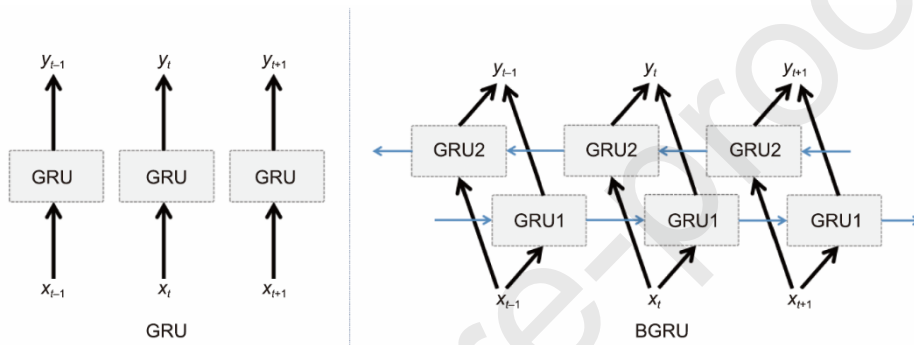 y_{t-1} y_t y_{t+1}
GRU GRU GRU
x_{t-1} x_t x_{t+1}
GRU
y_{t-1} y_t y_{t+1}
GRU2 GRU2 GRU2
GRU1 GRU1 GRU1
x_{t-1} x_t x_{t+1}
BGRU